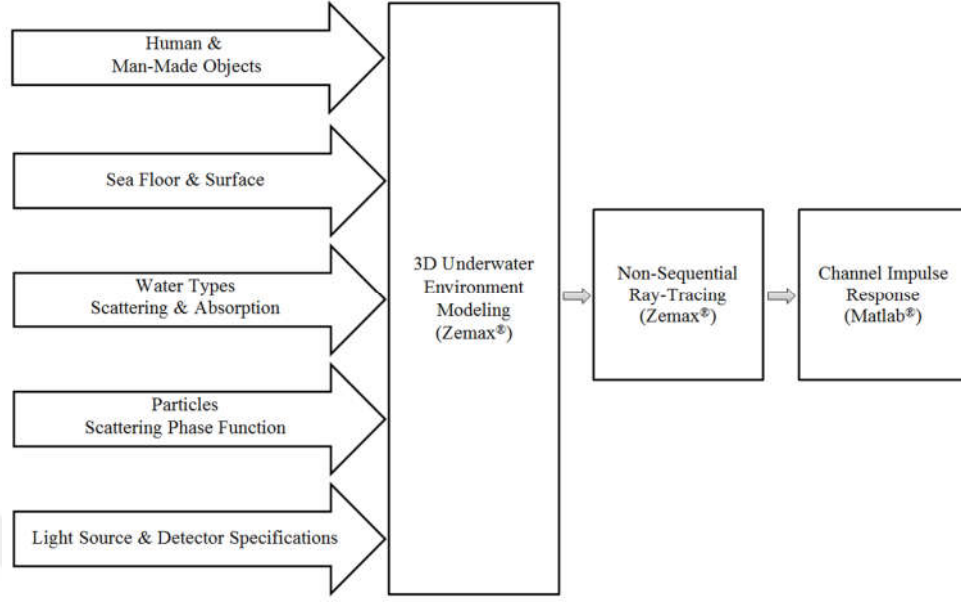 Human &
Man-Made Objects
Sea Floor & Surface
Water Types
Scattering & Absorption
Particles
Scattering Phase Function
Light Source & Detector Specifications
3D Underwater
Environment
Modeling
(Zemax®)
Non-Sequential
Ray-Tracing
(Zemax®)
Channel Impulse
Response
(Matlab®)